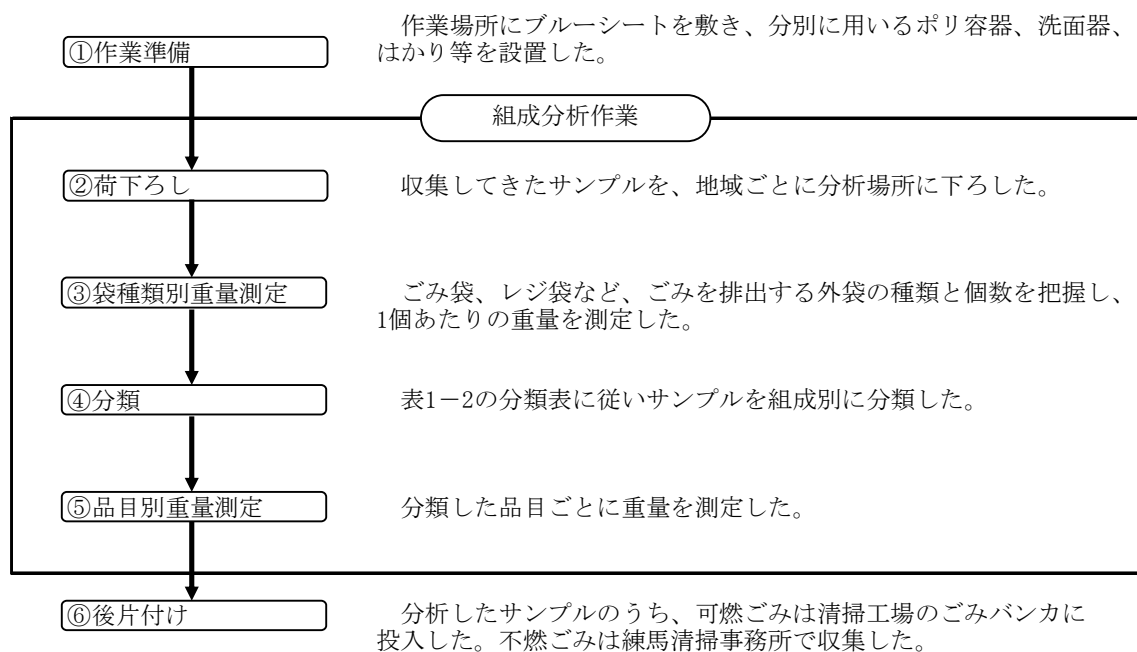 作業場所にブルーシートを敷き、分別に用いるポリ容器、洗面器、
①作業準備
はかり等を設置した。
組成分析作業
②荷下ろし
収集してきたサンプルを、地域ごとに分析場所に下ろした。
③袋種類別重量測定
ごみ袋、レジ袋など、ごみを排出する外袋の種類と個数を把握し、
1個あたりの重量を測定した。
④分類
表1－2の分類表に従いサンプルを組成別に分類した。
⑤品目別重量測定
分類した品目ごとに重量を測定した。
⑥後片付け
分析したサンプルのうち、可燃ごみは清掃工場のごみバンカに
投入した。不燃ごみは練馬清掃事務所で収集した。